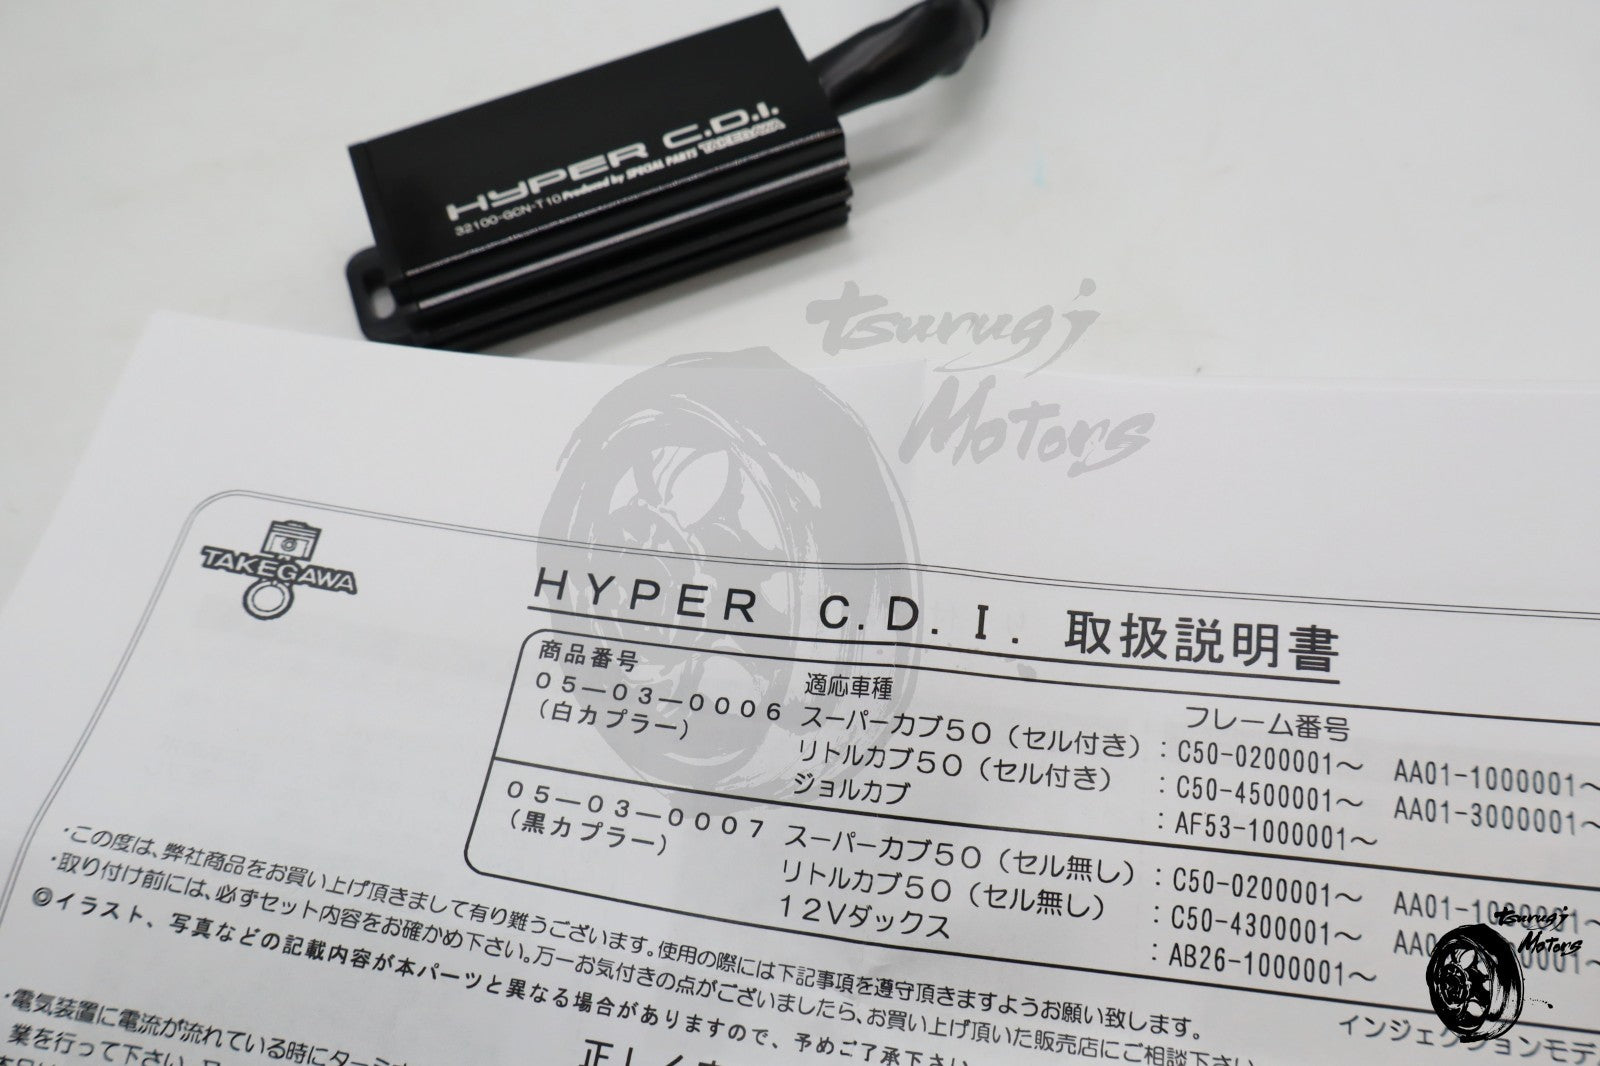 HYPER C.D.I.
32100-GCN-T10 Produced by SPECIAL PARTS TAKEGAWA
tsurugi
Motors
TAKEGAWA
HYPER C.D.I.取扱説明書
商品番号 適応車種 フレーム番号
05－03－0006 スーパーカブ50（セル付き）：C50-0200001～ AA01-1000001～
（白カプラー） リトルカブ50（セル付き） ：C50-4500001～ AA01-3000001～
ジョルカブ ：AF53-1000001～
05－03－0007 スーパーカブ50（セル無し）：C50-0200001～
（黒カプラー） リトルカブ50（セル無し） ：C50-4300001～
12Vダックス ：AB26-1000001～
インジェクションモデ
・この度は、弊社商品をお買い上げ頂きまして有り難うございます。使用の際には下記事項を遵守頂きますようお願い致します。
・取り付け前には、必ずセット内容をお確かめ下さい。万一お気付きの点がございましたら、お買い上げ頂いた販売店にご相談下さい
◎イラスト、写真などの記載内容が本パーツと異なる場合がありますので、予めご了承下さい
正しく
・電気装置に電流が流れている時にターミ
業を行って下さい。
tsurugi
Motors